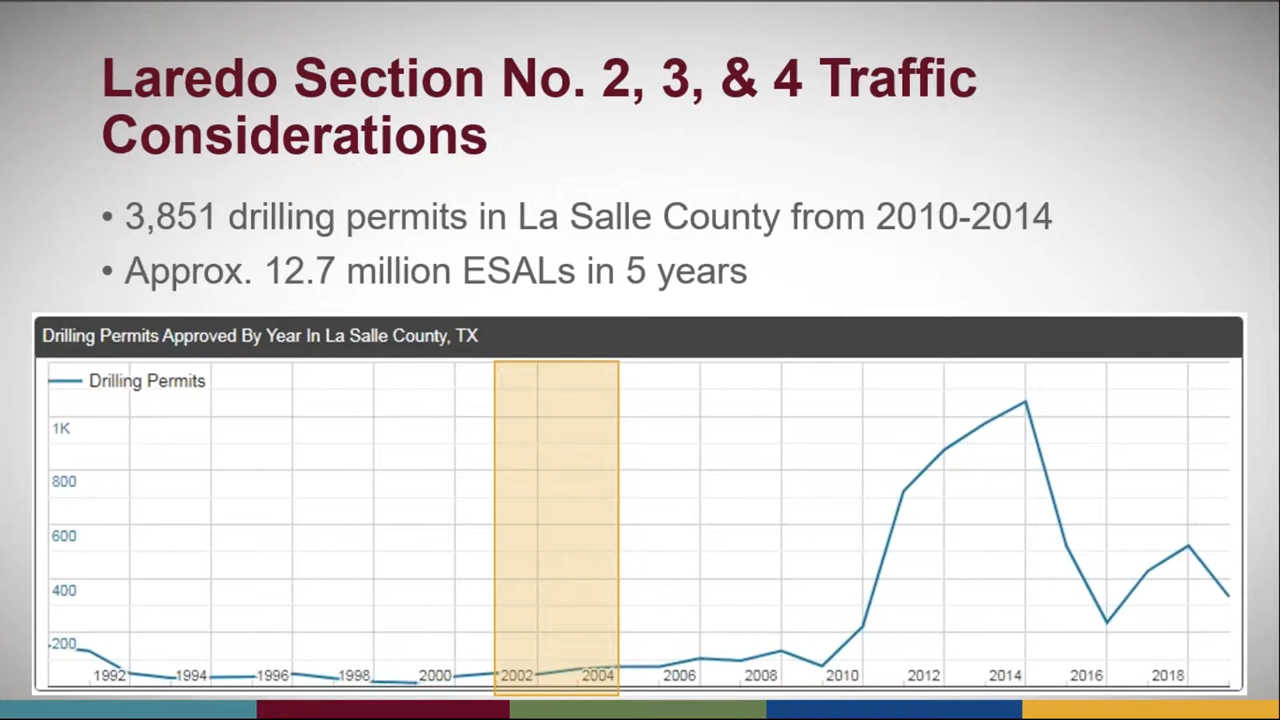 Laredo Section No. 2, 3, & 4 Traffic
Considerations
• 3,851 drilling permits in La Salle County from 2010-2014
• Approx. 12.7 million ESALs in 5 years
Drilling Permits Approved By Year In La Salle County, TX
Drilling Permits
1K
800
600
400
200
1992 1994 1996 1998 2000 2002 2004 2006 2008 2010 2012 2014 2016 2018